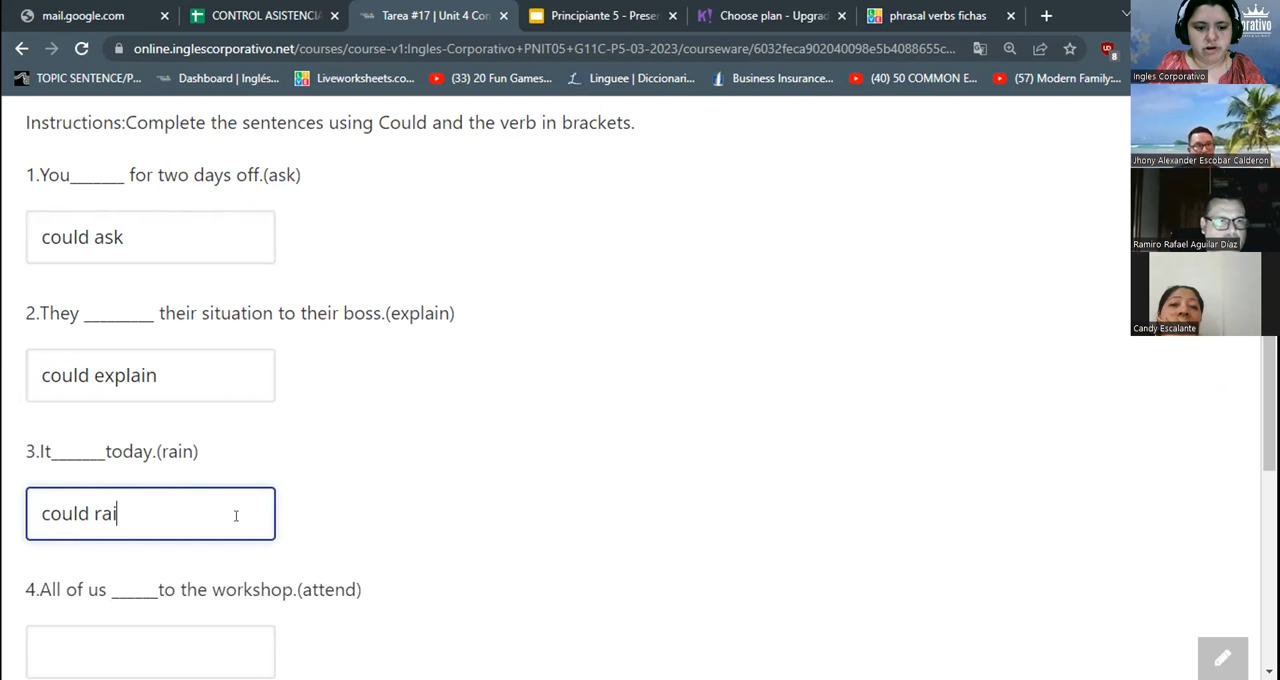 mail.google.com
CONTROL ASISTENCIA
Tarea #17 | Unit 4 Con
Principiante 5 - Prese
Choose plan - Upgrad
phrasal verbs fichas
online.inglescorporativo.net/courses/course-v1:Ingles-Corporativo+PNIT05+G11C-P5-03-2023/courseware/6032feca902040098e5b4088655c...
8
TOPIC SENTENCE/P...
Dashboard | Inglés...
Liveworksheets.co...
(33) 20 Fun Games...
Linguee | Diccionari...
Business Insurance...
(40) 50 COMMON E...
(57) Modern Family:...
Ingles Corporativo
Jhony Alexander Escobar Calderon
Ramiro Rafael Aguilar Díaz
Candy Escalante
Instructions:Complete the sentences using Could and the verb in brackets.
1.You______ for two days off.(ask)
could ask
2.They ________ their situation to their boss.(explain)
could explain
3.It______today.(rain)
could rai
4.All of us _____to the workshop.(attend)